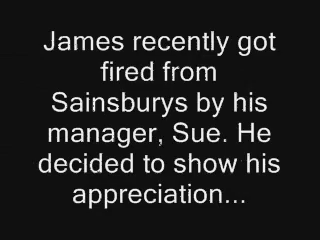 James recently got
fired from
Sainsburys by his
manager, Sue. He
decided to show his
appreciation...